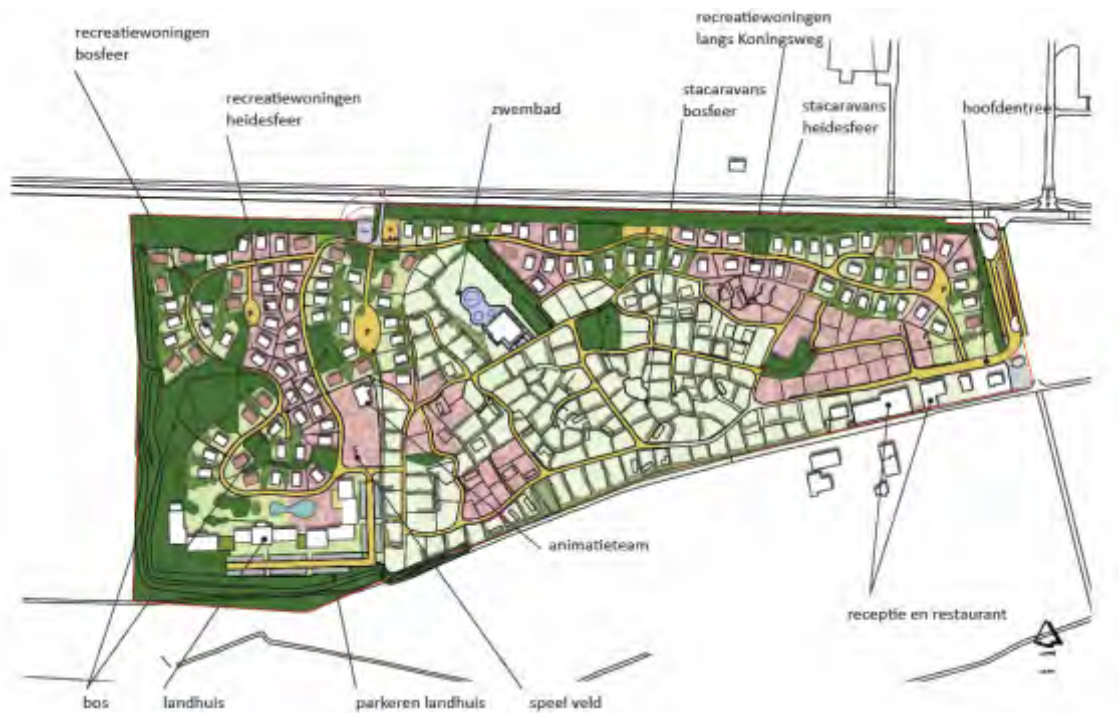 recreatiewoningen
bosfeer
recreatiewoningen
heidesfeer
zwembad
recreatiewoningen
langs Koningsweg
stacaravans
bosfeer
stacaravans
heidesfeer
hoofdentree
animatieteam
receptie en restaurant
bos
landhuis
parkeren landhuis
speel veld